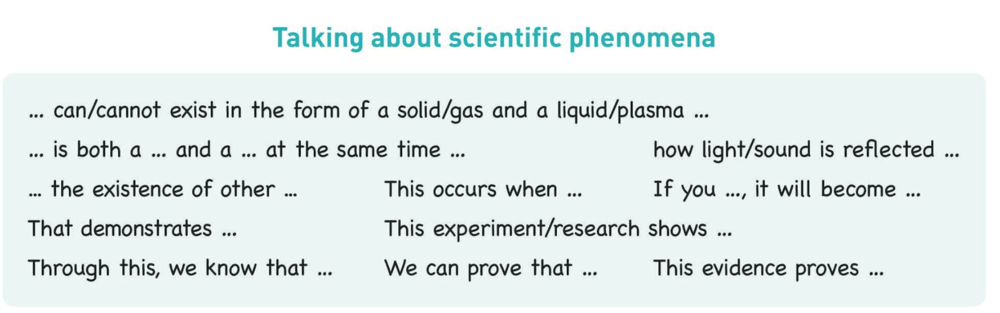 Talking about scientific phenomena
... can/cannot exist in the form of a solid/gas and a liquid/plasma ...
... is both a ... and a ... at the same time ... how light/sound is reflected ...
... the existence of other ... This occurs when ... If you ..., it will become ...
That demonstrates ... This experiment/research shows ...
Through this, we know that ... We can prove that ... This evidence proves ...